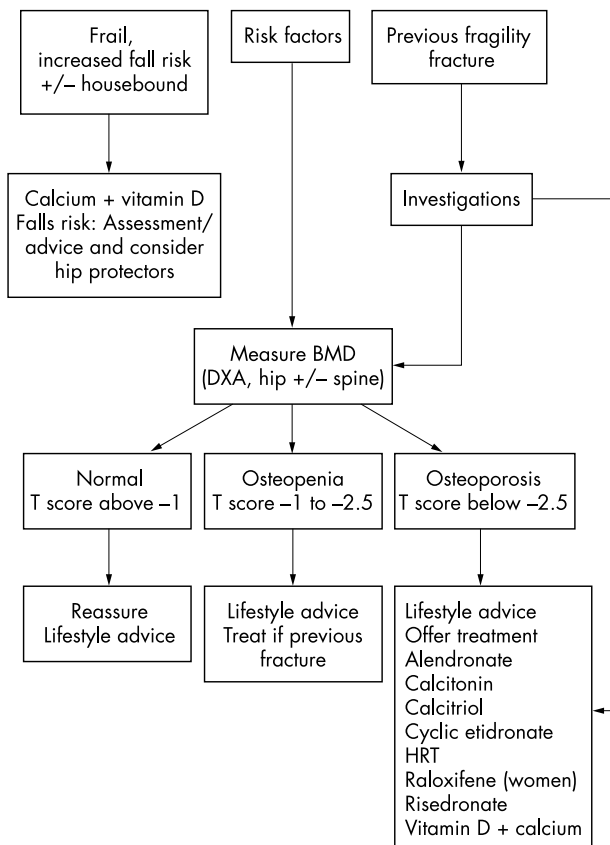 Frail,
increased fall risk
+/– housebound
Risk factors
Previous fragility
fracture
Calcium + vitamin D
Falls risk: Assessment/
advice and consider
hip protectors
Investigations
Measure BMD
(DXA, hip +/– spine)
Normal
T score above –1
Osteopenia
T score –1 to –2.5
Osteoporosis
T score below –2.5
Reassure
Lifestyle advice
Lifestyle advice
Treat if previous
fracture
Lifestyle advice
Offer treatment
Alendronate
Calcitonin
Calcitriol
Cyclic etidronate
HRT
Raloxifene (women)
Risedronate
Vitamin D + calcium